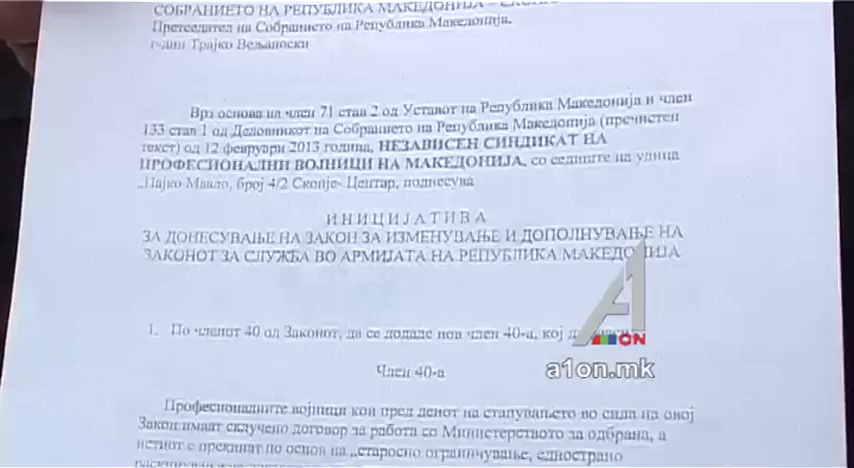 СОБРАНИЕТО НА РЕПУБЛИКА МАКЕДОНИЈА –
Претседател на Собранието на Република Македонија,
г-дин Трајко Вељаноски
Врз основа на член 71 став 2 од Уставот на Република Македонија и член
133 став 1 од Деловникот на Собранието на Република Македонија (пречистен
текст) од 12 февруари 2013 година, НЕЗАВИСЕН СИНДИКАТ НА
ПРОФЕСИОНАЛНИ ВОЈНИЦИ НА МАКЕДОНИЈА, со седиште на улица
„Пајко Маало, број 4/2 Скопје- Центар, поднесува
И Н И Ц И Ј А Т И В А
ЗА ДОНЕСУВАЊЕ НА ЗАКОН ЗА ИЗМЕНУВАЊЕ И ДОПОЛНУВАЊЕ НА
ЗАКОНОТ ЗА СЛУЖБА ВО АРМИЈАТА НА РЕПУБЛИКА МАКЕДОНИЈА
1. По членот 40 од Законот, да се додаде нов член 40-а, кој
A1ON
a1on.mk
Член 40-а
Професионалните војници кои пред денот на стапувањето во сила на овој
Закон имаат склучено договор за работа со Министерството за одбрана, а
истиот е прекинат по основ на „старосно ограничување, еднострано